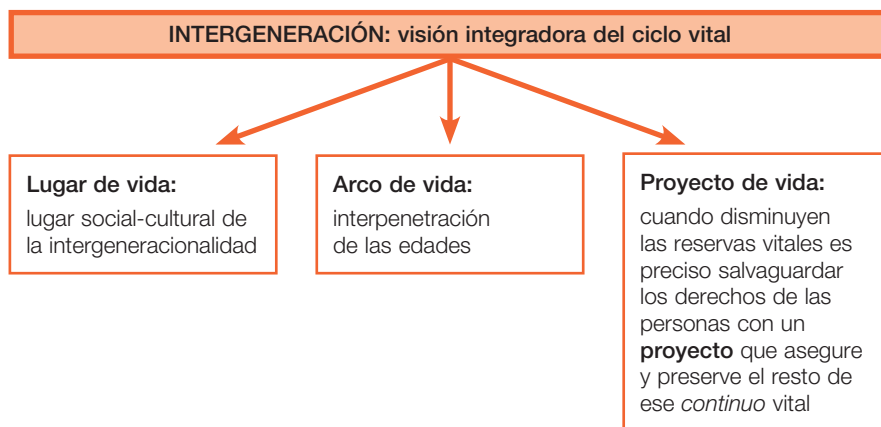 INTERGENERACIÓN: visión integradora del ciclo vital
Lugar de vida:
lugar social-cultural de
la intergeneracionalidad
Arco de vida:
interpenetración
de las edades
Proyecto de vida:
cuando disminuyen
las reservas vitales es
preciso salvaguardar
los derechos de las
personas con un
proyecto que asegure
y preserve el resto de
ese continuo vital